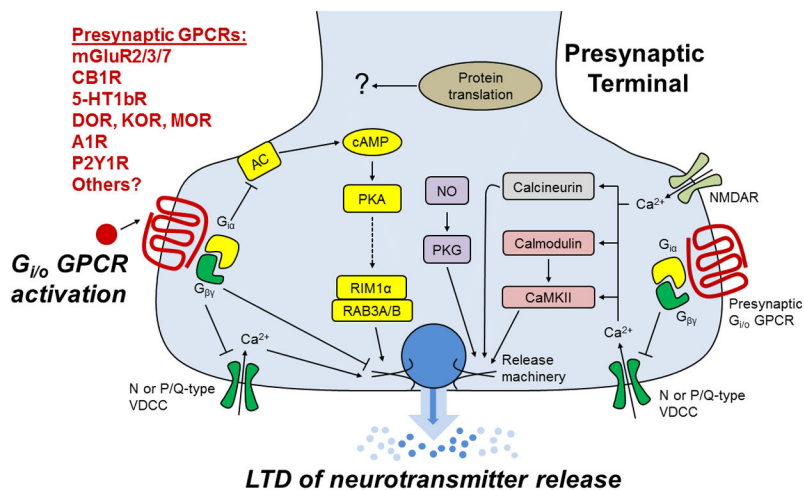 Presynaptic GPCRs:
mGluR2/3/7
CB1R
5-HT1bR
DOR, KOR, MOR
A1R
P2Y1R
Others?
Presynaptic
Terminal
?
Protein
translation
AC
cAMP
PKA
RIM1α
RAB3A/B
NO
PKG
Calcineurin
Calmodulin
CaMKII
Ca2+
NMDAR
Giα
Gβγ
Gi/o GPCR
activation
Giα
Gβγ
Presynaptic
Gi/o GPCR
Ca2+
Ca2+
Release
machinery
N or P/Q-type
VDCC
N or P/Q-type
VDCC
LTD of neurotransmitter release